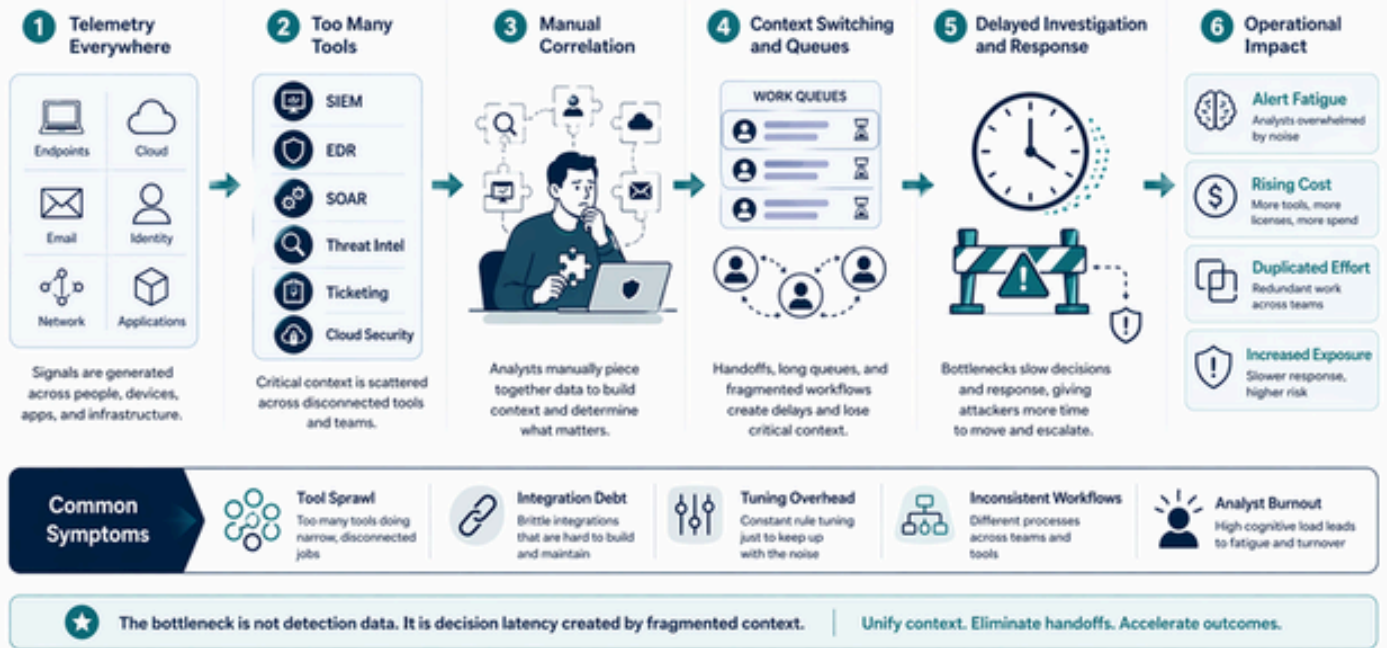 1 Telemetry
Everywhere
Endpoints
Cloud
Email
Identity
Network
Applications
Signals are generated
across people, devices,
apps, and infrastructure.
2 Too Many
Tools
SIEM
EDR
SOAR
Threat Intel
Ticketing
Cloud Security
Critical context is scattered
across disconnected tools
and teams.
3 Manual
Correlation
Analysts manually piece
together data to build
context and determine
what matters.
4 Context Switching
and Queues
WORK QUEUES
Handoffs, long queues, and
fragmented workflows
create delays and lose
critical context.
5 Delayed Investigation
and Response
Bottlenecks slow decisions
and response, giving
attackers more time
to move and escalate.
6 Operational
Impact
Alert Fatigue
Analysts overwhelmed
by noise
Rising Cost
More tools, more
licenses, more spend
Duplicated Effort
Redundant work
across teams
Increased Exposure
Slower response,
higher risk
Common
Symptoms
Tool Sprawl
Too many tools doing
narrow, disconnected
jobs
Integration Debt
Brittle integrations
that are hard to build
and maintain
Tuning Overhead
Constant rule tuning
just to keep up
with the noise
Inconsistent Workflows
Different processes
across teams and
tools
Analyst Burnout
High cognitive load leads
to fatigue and turnover
The bottleneck is not detection data. It is decision latency created by fragmented context.
Unify context. Eliminate handoffs. Accelerate outcomes.